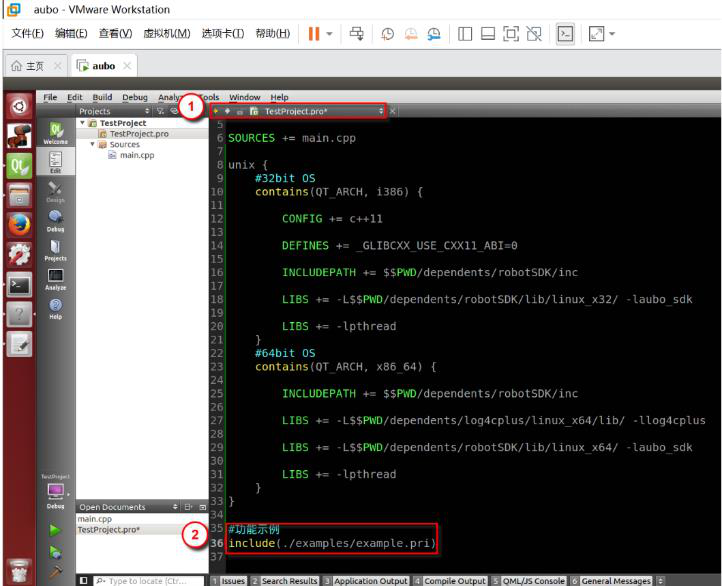 aubo - VMware Workstation
文件(F) 编辑(E) 查看(V) 虚拟机(M) 选项卡(T) 帮助(H)
主页 aubo
File Edit Build Debug Analyze Tools Window Help
Projects
1
TestProject.pro*
TestProject
TestProject.pro
Sources
main.cpp
Welcome
Edit
Design
Debug
Projects
Analyze
Help
5
6 SOURCES += main.cpp
7
8 unix {
9 #32bit OS
10 contains(QT_ARCH, i386) {
11
12 CONFIG += c++11
13
14 DEFINES += _GLIBCXX_USE_CXX11_ABI=0
15
16 INCLUDEPATH += $$PWD/dependents/robotSDK/inc
17
18 LIBS += -L$$PWD/dependents/robotSDK/lib/linux_x32/ -laubo_sdk
19
20 LIBS += -lpthread
21 }
22 #64bit OS
23 contains(QT_ARCH, x86_64) {
24
25 INCLUDEPATH += $$PWD/dependents/robotSDK/inc
26
27 LIBS += -L$$PWD/dependents/log4cplus/linux_x64/lib/ -llog4cplus
28
29 LIBS += -L$$PWD/dependents/robotSDK/lib/linux_x64/ -laubo_sdk
30
31 LIBS += -lpthread
32 }
33 }
34
35 #功能示例
36 include(./examples/example.pri)
37
TestProject
Debug
Open Documents
main.cpp
TestProject.pro*
2
Type to locate (Ctr...
1 Issues 2 Search Results 3 Application Output 4 Compile Output 5 QML/JS Console 6 General Messages